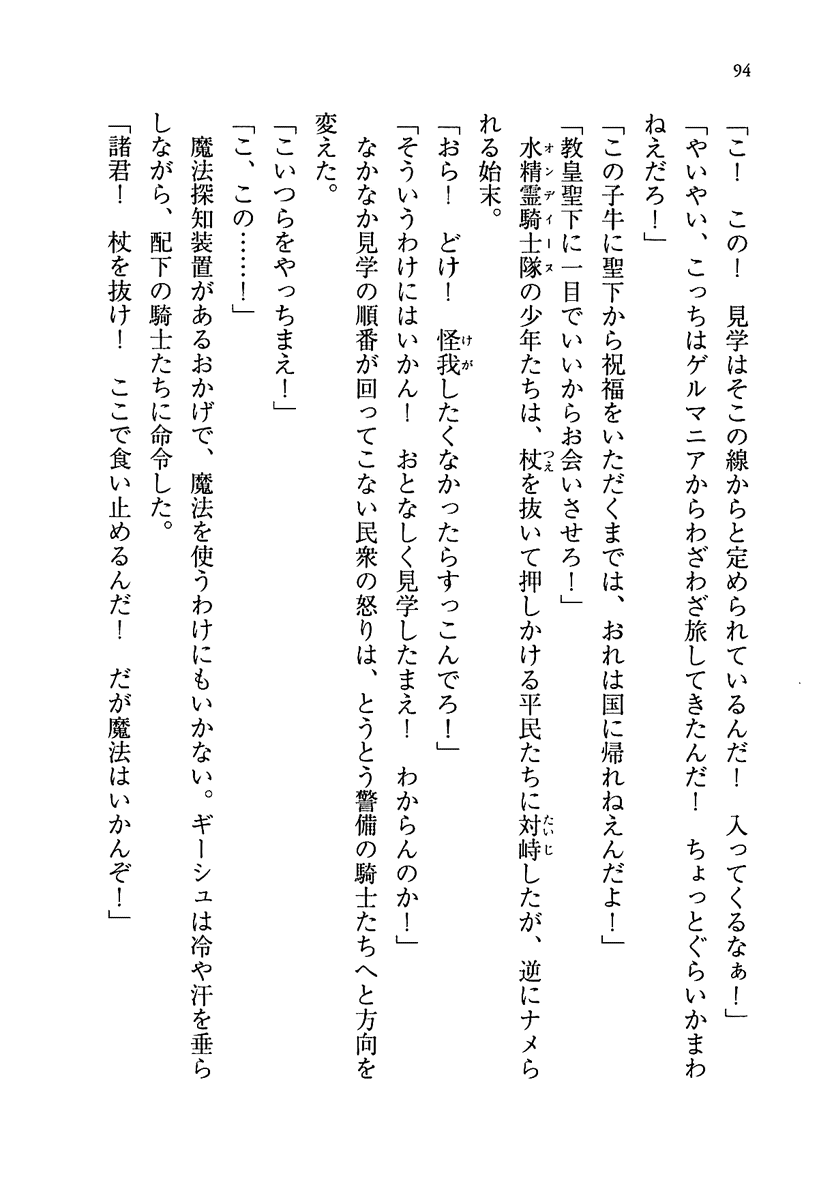 94
「こ！　この！　見学はそこの線からと定められているんだ！　入ってくるなぁ！」
「やいやい、こっちはゲルマニアからわざわざ旅してきたんだ！　ちょっとぐらいかまわ
ねえだろ！」
「この子牛に聖下から祝福をいただくまでは、おれは国に帰れねえんだよ！」
「教皇聖下に一目でいいからお会いさせろ！」
　水精霊騎士隊の少年たちは、杖を抜いて押しかける平民たちに対峙したが、逆にナメら
れる始末。
「おら！　どけ！　怪我したくなかったらすっこんでろ！」
「そういうわけにはいかん！　おとなしく見学したまえ！　わからんのか！」
　なかなか見学の順番が回ってこない民衆の怒りは、とうとう警備の騎士たちへと方向を
変えた。
「こいつらをやっちまえ！」
「こ、この……！」
　魔法探知装置があるおかげで、魔法を使うわけにもいかない。ギーシュは冷や汗を垂ら
しながら、配下の騎士たちに命令した。
「諸君！　杖を抜け！　ここで食い止めるんだ！　だが魔法はいかんぞ！」